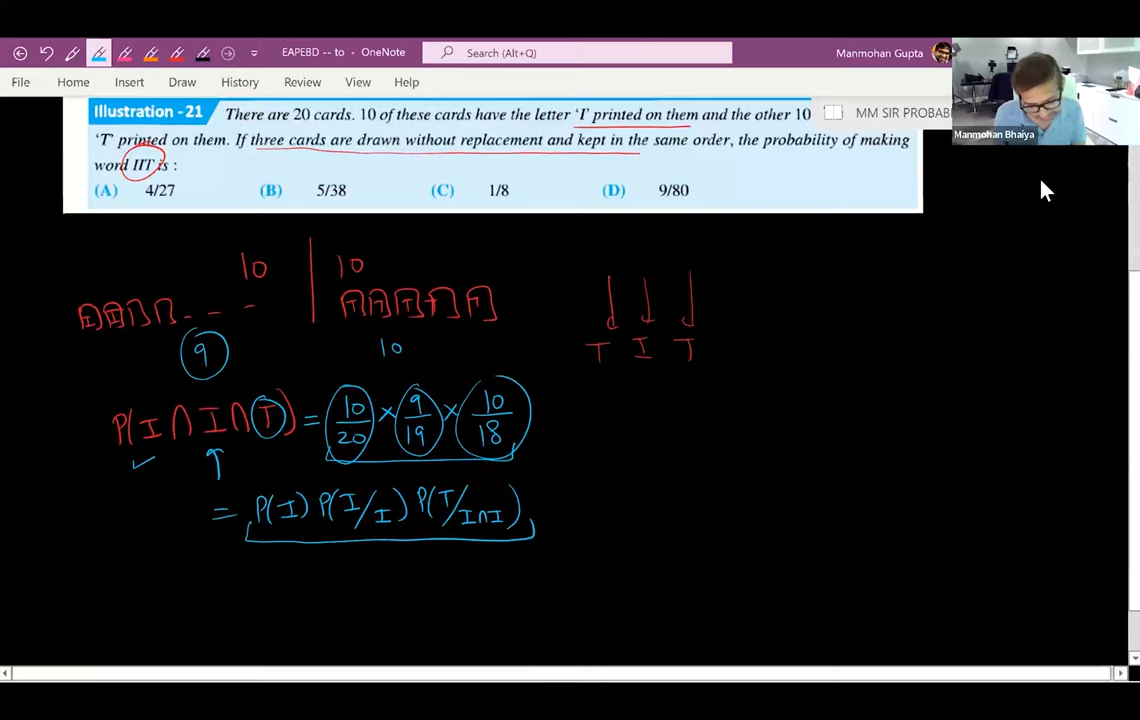 EAPEBD -- to - OneNote
Search (Alt+Q)
Manmohan Gupta
File Home Insert Draw History Review View Help
Manmohan Bhaiya
MM SIR PROBAB
Illustration - 21 There are 20 cards. 10 of these cards have the letter 'I' printed on them and the other 10
'T' printed on them. If three cards are drawn without replacement and kept in the same order, the probability of making
word IIT is :
(A) 4/27 (B) 5/38 (C) 1/8 (D) 9/80
10 | 10
I I - - - T T T T T
9 10
T I T
P(I ∩ I ∩ T) = 10/20 × 9/19 × 10/18
= P(I) P(I/I) P(T/I∩I)